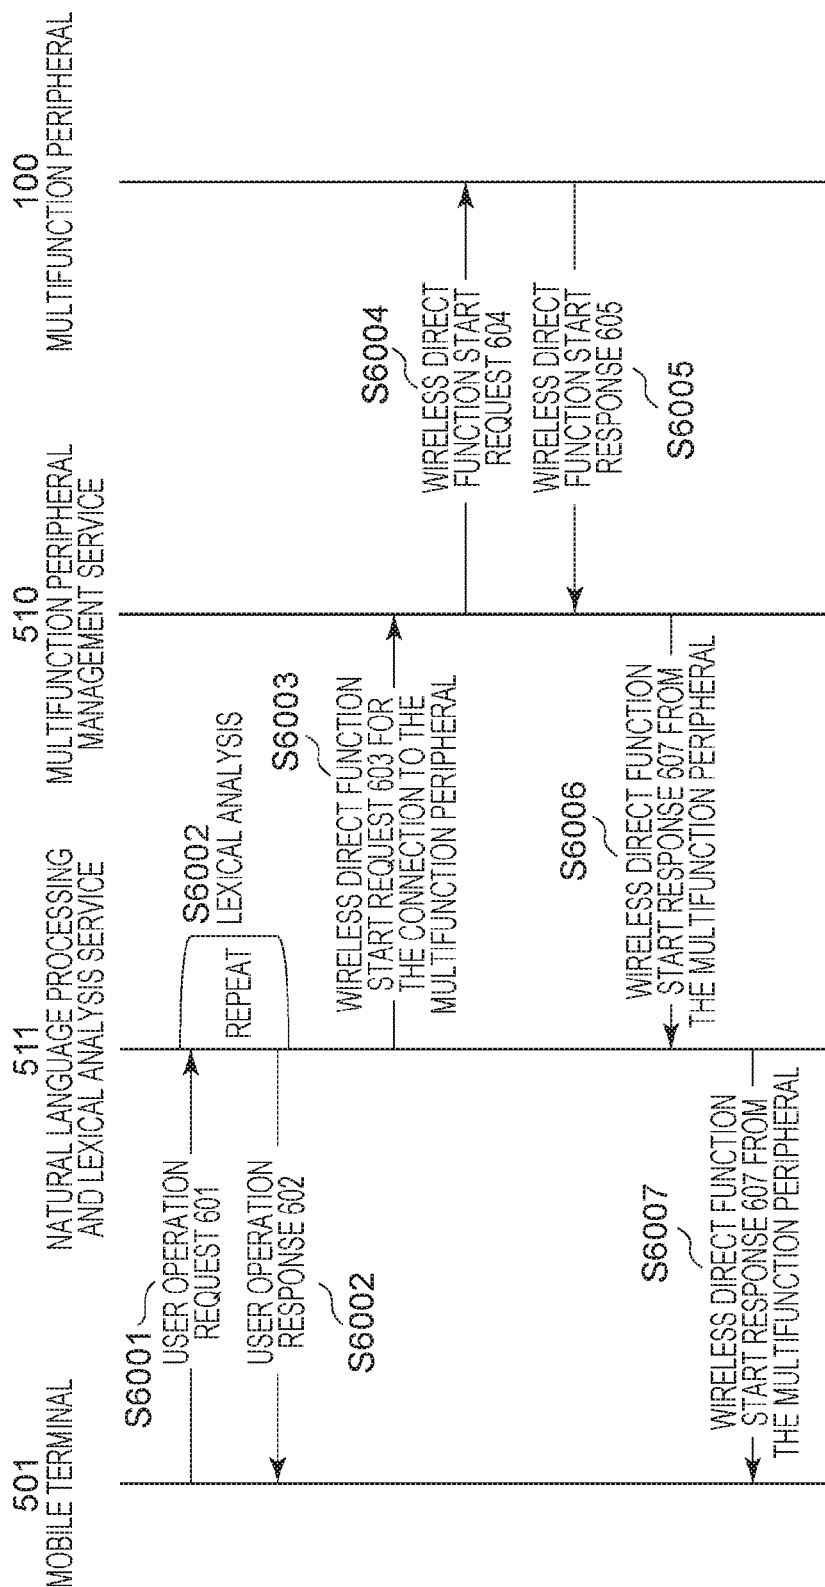 501
MOBILE TERMINAL
511
NATURAL LANGUAGE PROCESSING
AND LEXICAL ANALYSIS SERVICE
510
MULTIFUNCTION PERIPHERAL
MANAGEMENT SERVICE
100
MULTIFUNCTION PERIPHERAL
S6001
USER OPERATION
REQUEST 601
REPEAT
S6002
LEXICAL ANALYSIS
USER OPERATION
RESPONSE 602
S6002
S6003
WIRELESS DIRECT FUNCTION
START REQUEST 603 FOR
THE CONNECTION TO THE
MULTIFUNCTION PERIPHERAL
S6004
WIRELESS DIRECT
FUNCTION START
REQUEST 604
WIRELESS DIRECT
FUNCTION START
RESPONSE 605
S6005
S6006
WIRELESS DIRECT FUNCTION
START RESPONSE 607 FROM
THE MULTIFUNCTION PERIPHERAL
S6007
WIRELESS DIRECT FUNCTION
START RESPONSE 607 FROM
THE MULTIFUNCTION PERIPHERAL